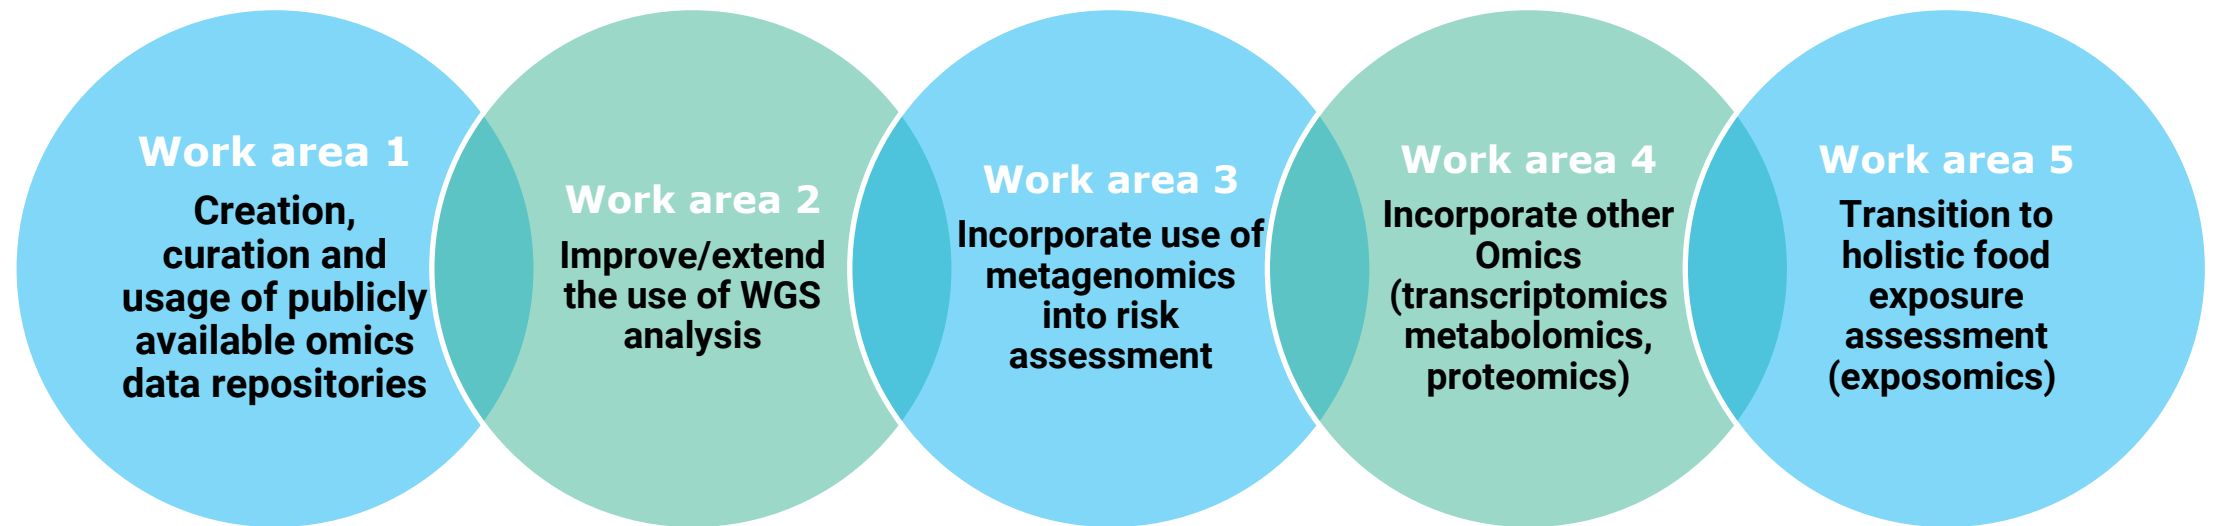 Work area 1
Creation,
curation and
usage of publicly
available omics
data repositories
Work area 2
Improve/extend
the use of WGS
analysis
Work area 3
Incorporate use of
metagenomics
into risk
assessment
Work area 4
Incorporate other
Omics
(transcriptomics
metabolomics,
proteomics)
Work area 5
Transition to
holistic food
exposure
assessment
(exposomics)